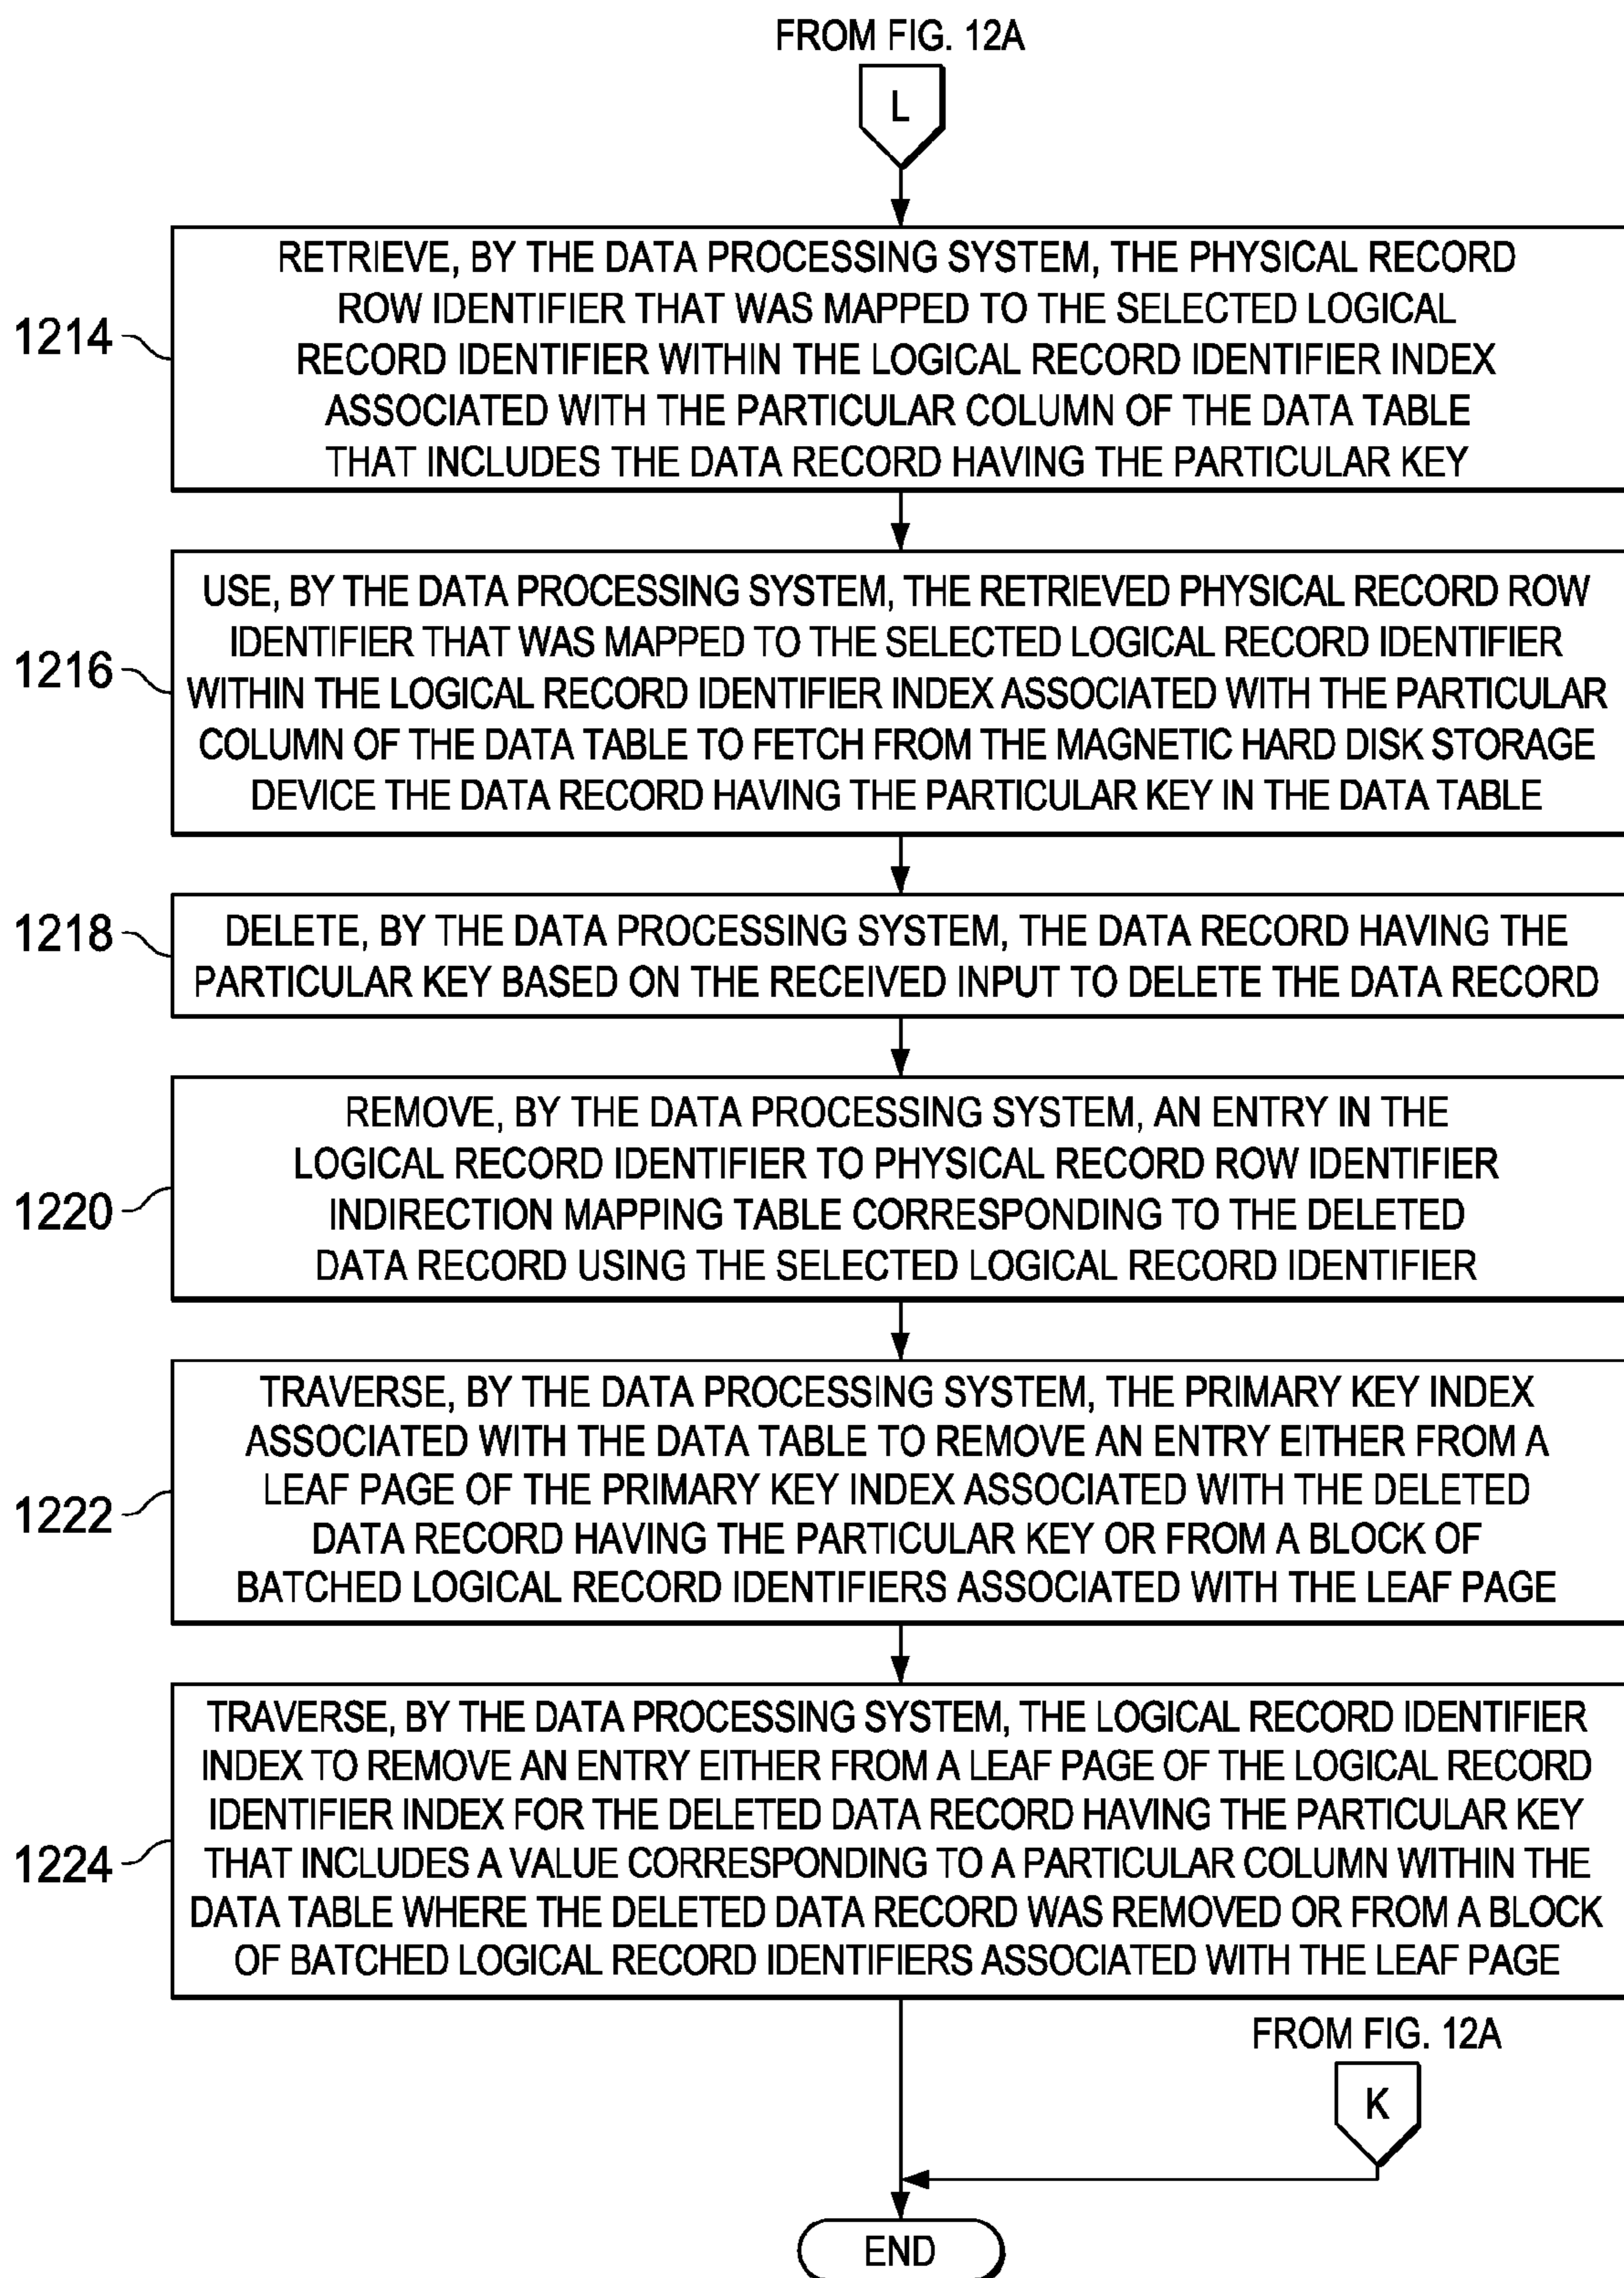 FROM FIG. 12A
L
1214
RETRIEVE, BY THE DATA PROCESSING SYSTEM, THE PHYSICAL RECORD
ROW IDENTIFIER THAT WAS MAPPED TO THE SELECTED LOGICAL
RECORD IDENTIFIER WITHIN THE LOGICAL RECORD IDENTIFIER INDEX
ASSOCIATED WITH THE PARTICULAR COLUMN OF THE DATA TABLE
THAT INCLUDES THE DATA RECORD HAVING THE PARTICULAR KEY
1216
USE, BY THE DATA PROCESSING SYSTEM, THE RETRIEVED PHYSICAL RECORD ROW
IDENTIFIER THAT WAS MAPPED TO THE SELECTED LOGICAL RECORD IDENTIFIER
WITHIN THE LOGICAL RECORD IDENTIFIER INDEX ASSOCIATED WITH THE PARTICULAR
COLUMN OF THE DATA TABLE TO FETCH FROM THE MAGNETIC HARD DISK STORAGE
DEVICE THE DATA RECORD HAVING THE PARTICULAR KEY IN THE DATA TABLE
1218
DELETE, BY THE DATA PROCESSING SYSTEM, THE DATA RECORD HAVING THE
PARTICULAR KEY BASED ON THE RECEIVED INPUT TO DELETE THE DATA RECORD
1220
REMOVE, BY THE DATA PROCESSING SYSTEM, AN ENTRY IN THE
LOGICAL RECORD IDENTIFIER TO PHYSICAL RECORD ROW IDENTIFIER
INDIRECTION MAPPING TABLE CORRESPONDING TO THE DELETED
DATA RECORD USING THE SELECTED LOGICAL RECORD IDENTIFIER
1222
TRAVERSE, BY THE DATA PROCESSING SYSTEM, THE PRIMARY KEY INDEX
ASSOCIATED WITH THE DATA TABLE TO REMOVE AN ENTRY EITHER FROM A
LEAF PAGE OF THE PRIMARY KEY INDEX ASSOCIATED WITH THE DELETED
DATA RECORD HAVING THE PARTICULAR KEY OR FROM A BLOCK OF
BATCHED LOGICAL RECORD IDENTIFIERS ASSOCIATED WITH THE LEAF PAGE
1224
TRAVERSE, BY THE DATA PROCESSING SYSTEM, THE LOGICAL RECORD IDENTIFIER
INDEX TO REMOVE AN ENTRY EITHER FROM A LEAF PAGE OF THE LOGICAL RECORD
IDENTIFIER INDEX FOR THE DELETED DATA RECORD HAVING THE PARTICULAR KEY
THAT INCLUDES A VALUE CORRESPONDING TO A PARTICULAR COLUMN WITHIN THE
DATA TABLE WHERE THE DELETED DATA RECORD WAS REMOVED OR FROM A BLOCK
OF BATCHED LOGICAL RECORD IDENTIFIERS ASSOCIATED WITH THE LEAF PAGE
FROM FIG. 12A
K
END